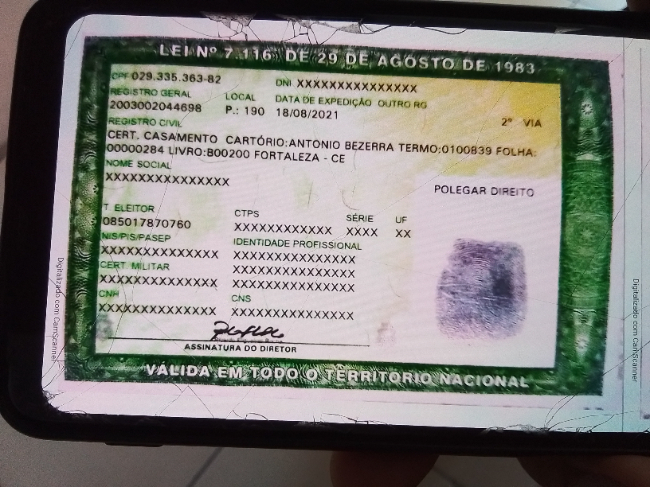 LEI Nº 7.116 DE 29 DE AGOSTO DE 1983
CPF 029.335.363-82
DNI XXXXXXXXXXXXXXX
REGISTRO GERAL LOCAL DATA DE EXPEDIÇÃO OUTRO RG
2003002044698 P.: 190 18/08/2021
2ª VIA
REGISTRO CIVIL
CERT. CASAMENTO CARTÓRIO:ANTONIO BEZERRA TERMO:0100839 FOLHA:
00000284 LIVRO:B00200 FORTALEZA - CE
NOME SOCIAL
XXXXXXXXXXXXXXX
POLEGAR DIREITO
T. ELEITOR
085017870760
CTPS SÉRIE UF
XXXXXXXXXXXX XXXX XX
NIS/PIS/PASEP
XXXXXXXXXXXXXX
IDENTIDADE PROFISSIONAL
XXXXXXXXXXXXXXX
XXXXXXXXXXXXXXX
XXXXXXXXXXXXXXX
CERT. MILITAR
XXXXXXXXXXXXXX
CNH
XXXXXXXXXXXXXX
CNS
XXXXXXXXXXXXXXX
ASSINATURA DO DIRETOR
VÁLIDA EM TODO O TERRITÓRIO NACIONAL
Digitalizado com CamScanner
Digitalizado com CamScanner